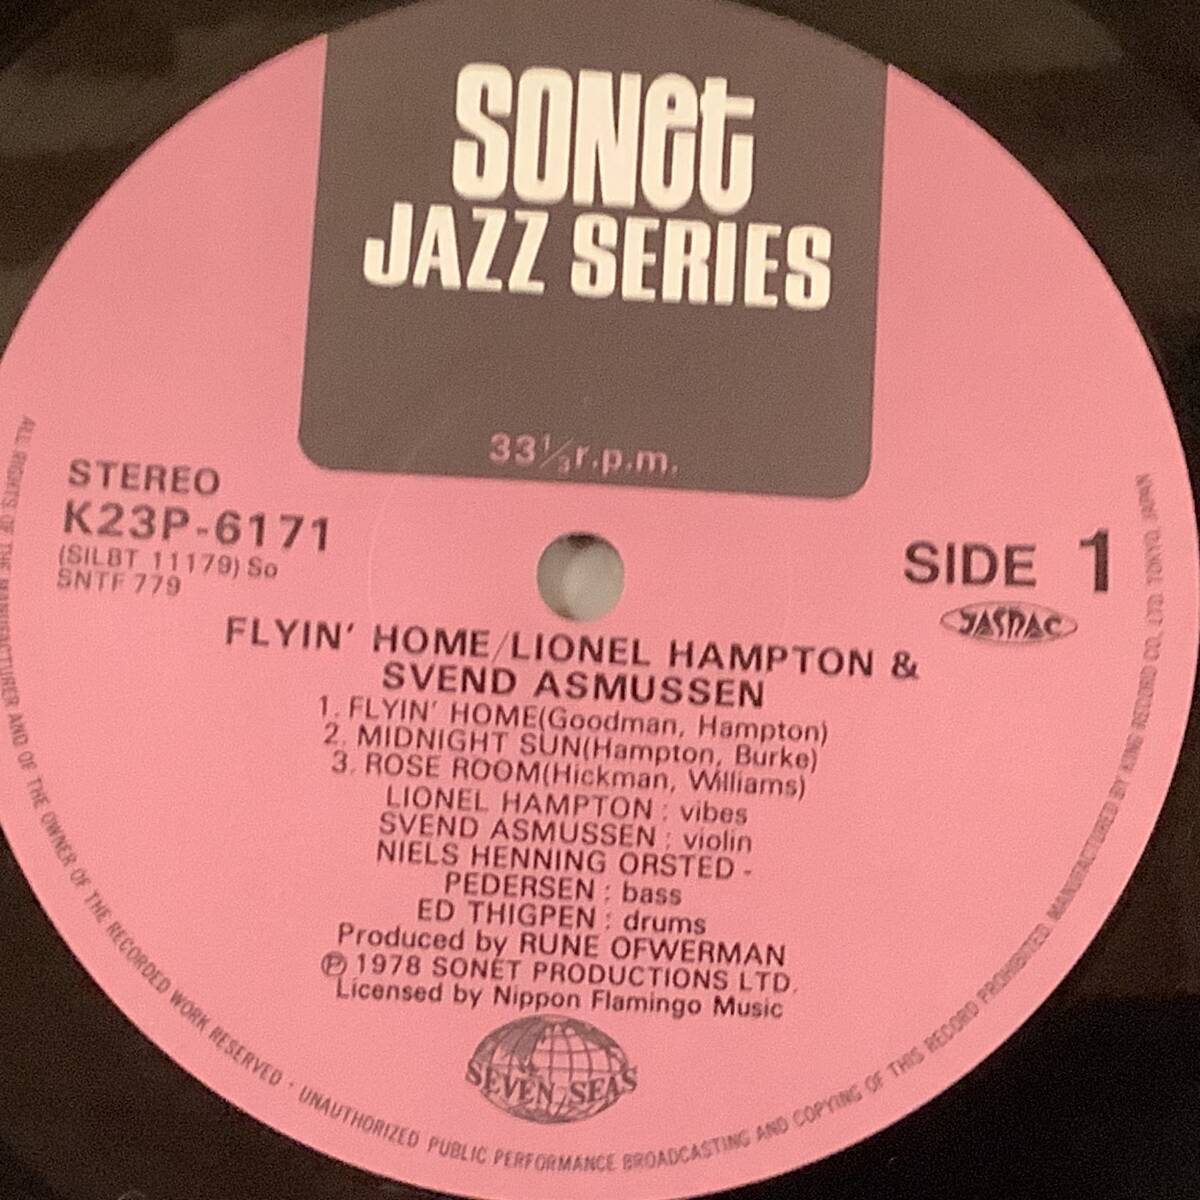 SONET
JAZZ SERIES
33 1/3 r.p.m.
STEREO
K23P-6171
(SILBT 11179) So
SNTF 779
SIDE 1
JASRAC
FLYIN' HOME/LIONEL HAMPTON &
SVEND ASMUSSEN
1. FLYIN' HOME(Goodman, Hampton)
2. MIDNIGHT SUN(Hampton, Burke)
3. ROSE ROOM(Hickman, Williams)
LIONEL HAMPTON : vibes
SVEND ASMUSSEN : violin
NIELS HENNING ORSTED -
PEDERSEN : bass
ED THIGPEN : drums
Produced by RUNE OFWERMAN
℗ 1978 SONET PRODUCTIONS LTD.
Licensed by Nippon Flamingo Music
SEVEN SEAS
ALL RIGHTS OF THE MANUFACTURER AND OF THE OWNER OF THE RECORDED WORK RESERVED · UNAUTHORIZED PUBLIC PERFORMANCE BROADCASTING AND COPYING OF THIS RECORD PROHIBITED. MANUFACTURED BY KING RECORD CO., LTD. TOKYO, JAPAN